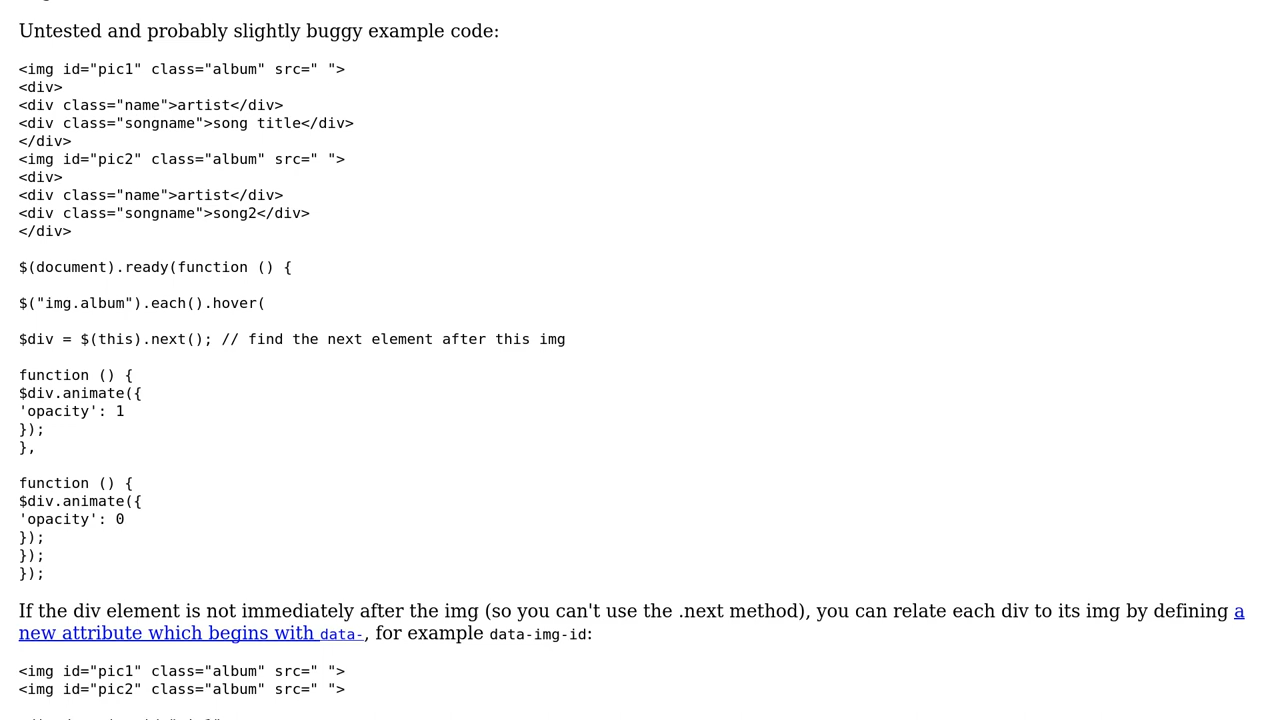 Untested and probably slightly buggy example code:
<img id="pic1" class="album" src=" ">
<div>
<div class="name">artist</div>
<div class="songname">song title</div>
</div>
<img id="pic2" class="album" src=" ">
<div>
<div class="name">artist</div>
<div class="songname">song2</div>
</div>
$(document).ready(function () {
$("img.album").each().hover(
$div = $(this).next(); // find the next element after this img
function () {
$div.animate({
'opacity': 1
});
},
function () {
$div.animate({
'opacity': 0
});
});
});
If the div element is not immediately after the img (so you can't use the .next method), you can relate each div to its img by defining a
new attribute which begins with data-, for example data-img-id:
<img id="pic1" class="album" src=" ">
<img id="pic2" class="album" src=" ">